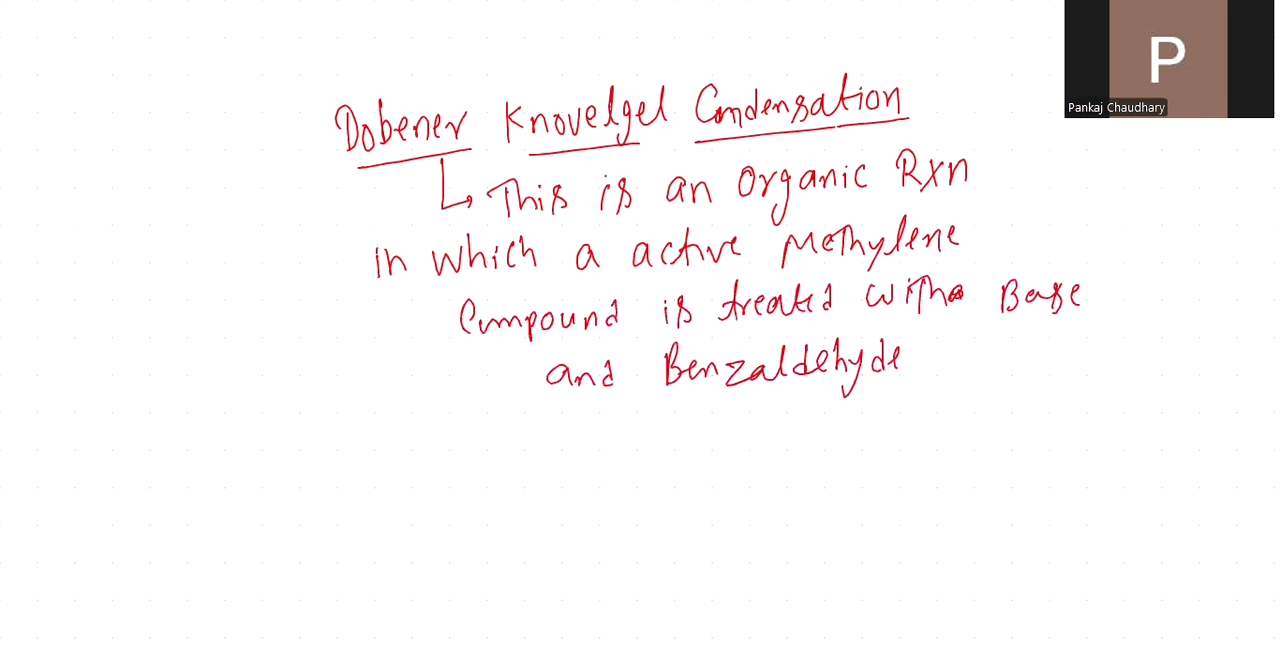 P
Pankaj Chaudhary
Dobener Knovelgel Condensation
↳ This is an Organic Rxn
in which a active Methylene
Compound is treated with Base
and Benzaldehyde